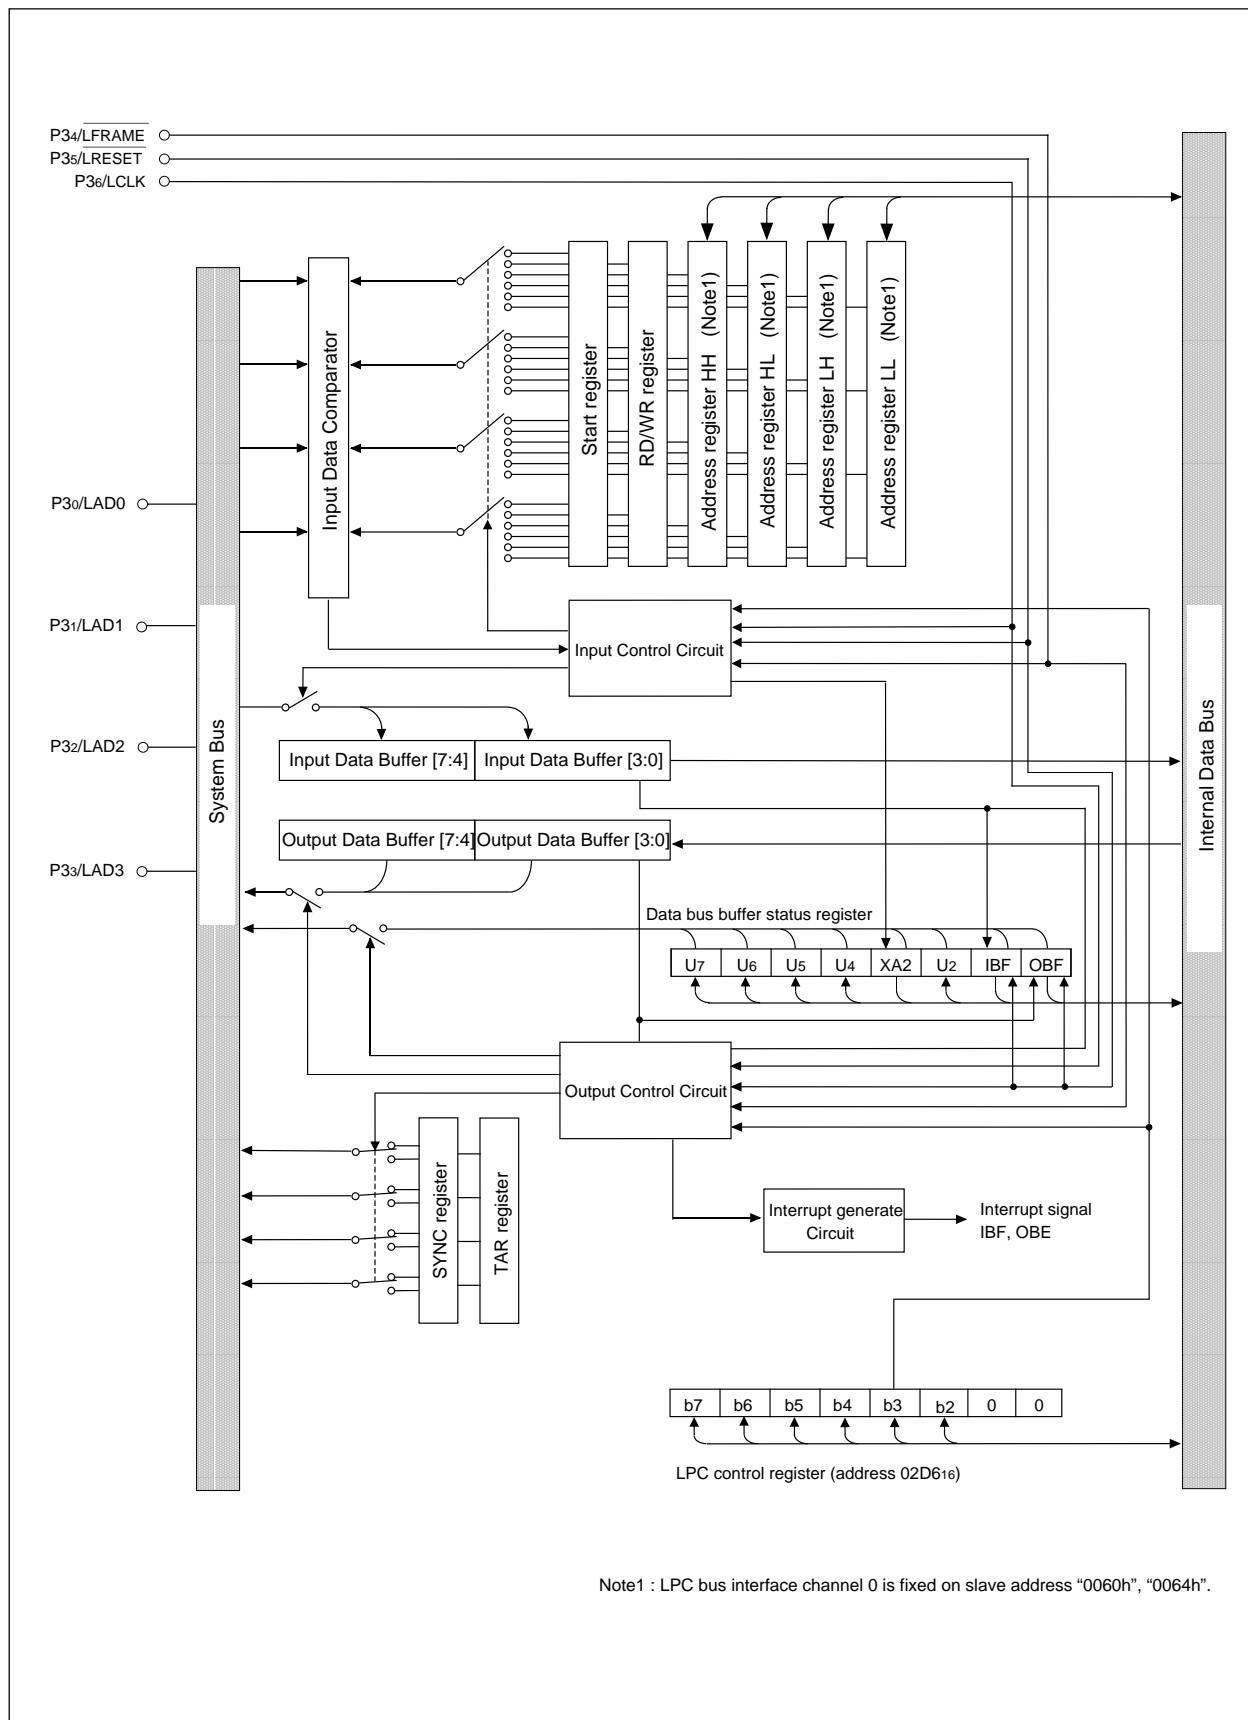 P34/LFRAME
P35/LRESET
P36/LCLK
Input Data Comparator
Start register
RD/WR register
Address register HH (Note1)
Address register HL (Note1)
Address register LH (Note1)
Address register LL (Note1)
P30/LAD0
P31/LAD1
P32/LAD2
P33/LAD3
System Bus
Internal Data Bus
Input Control Circuit
Input Data Buffer [7:4] Input Data Buffer [3:0]
Output Data Buffer [7:4] Output Data Buffer [3:0]
Data bus buffer status register
U7 U6 U5 U4 XA2 U2 IBF OBF
Output Control Circuit
SYNC register
TAR register
Interrupt generate
Circuit
Interrupt signal
IBF, OBE
b7 b6 b5 b4 b3 b2 0 0
LPC control register (address 02D616)
Note1 : LPC bus interface channel 0 is fixed on slave address “0060h”, “0064h”.